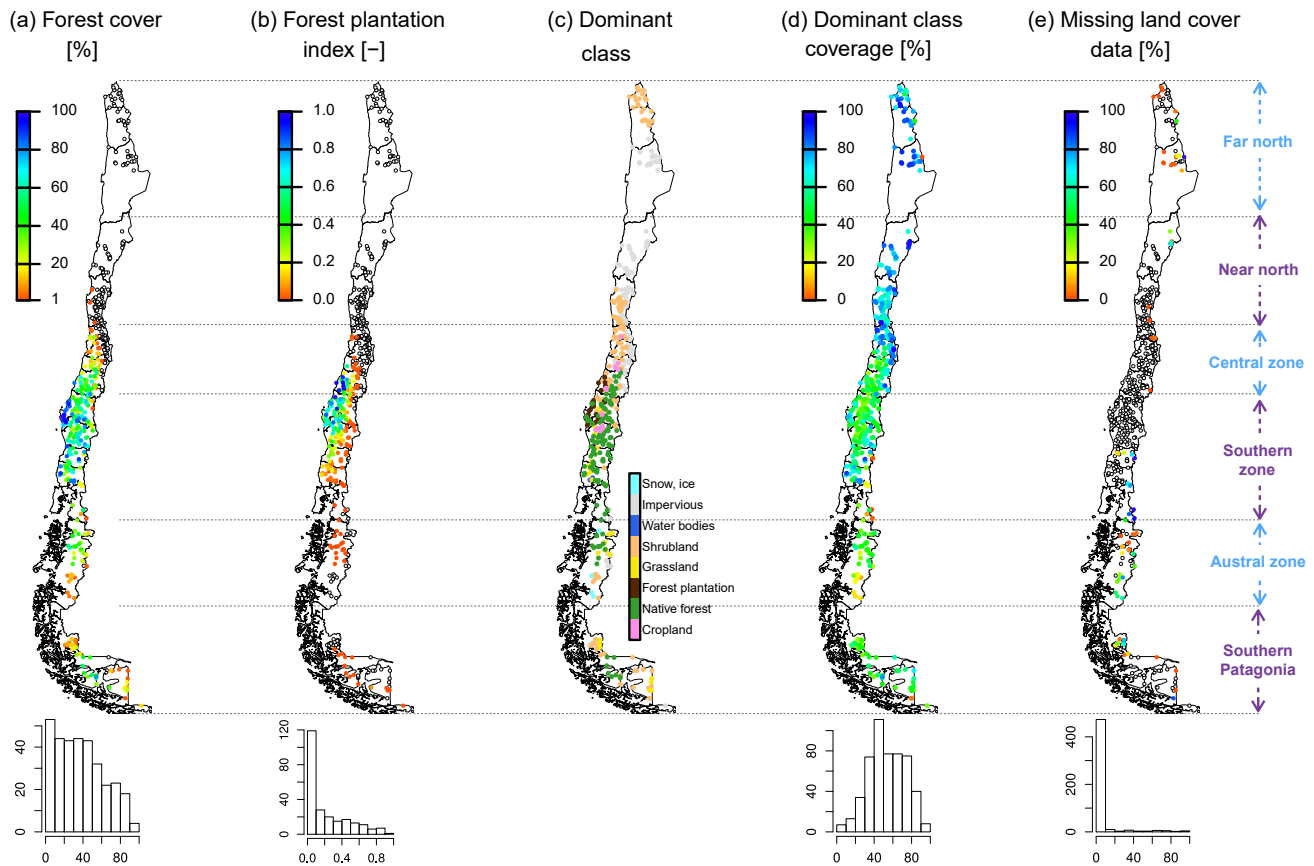 (a) Forest cover
[%]
(b) Forest plantation
index [−]
(c) Dominant
class
(d) Dominant class
coverage [%]
(e) Missing land cover
data [%]
100
80
60
40
20
1
1.0
0.8
0.6
0.4
0.2
0.0
100
80
60
40
20
0
100
80
60
40
20
0
Far north
Near north
Central zone
Southern
zone
Austral zone
Southern
Patagonia
Snow, ice
Impervious
Water bodies
Shrubland
Grassland
Forest plantation
Native forest
Cropland
40
20
0
0
40
80
120
80
40
0
0.0
0.4
0.8
80
40
0
0
40
80
400
200
0
0
40
80